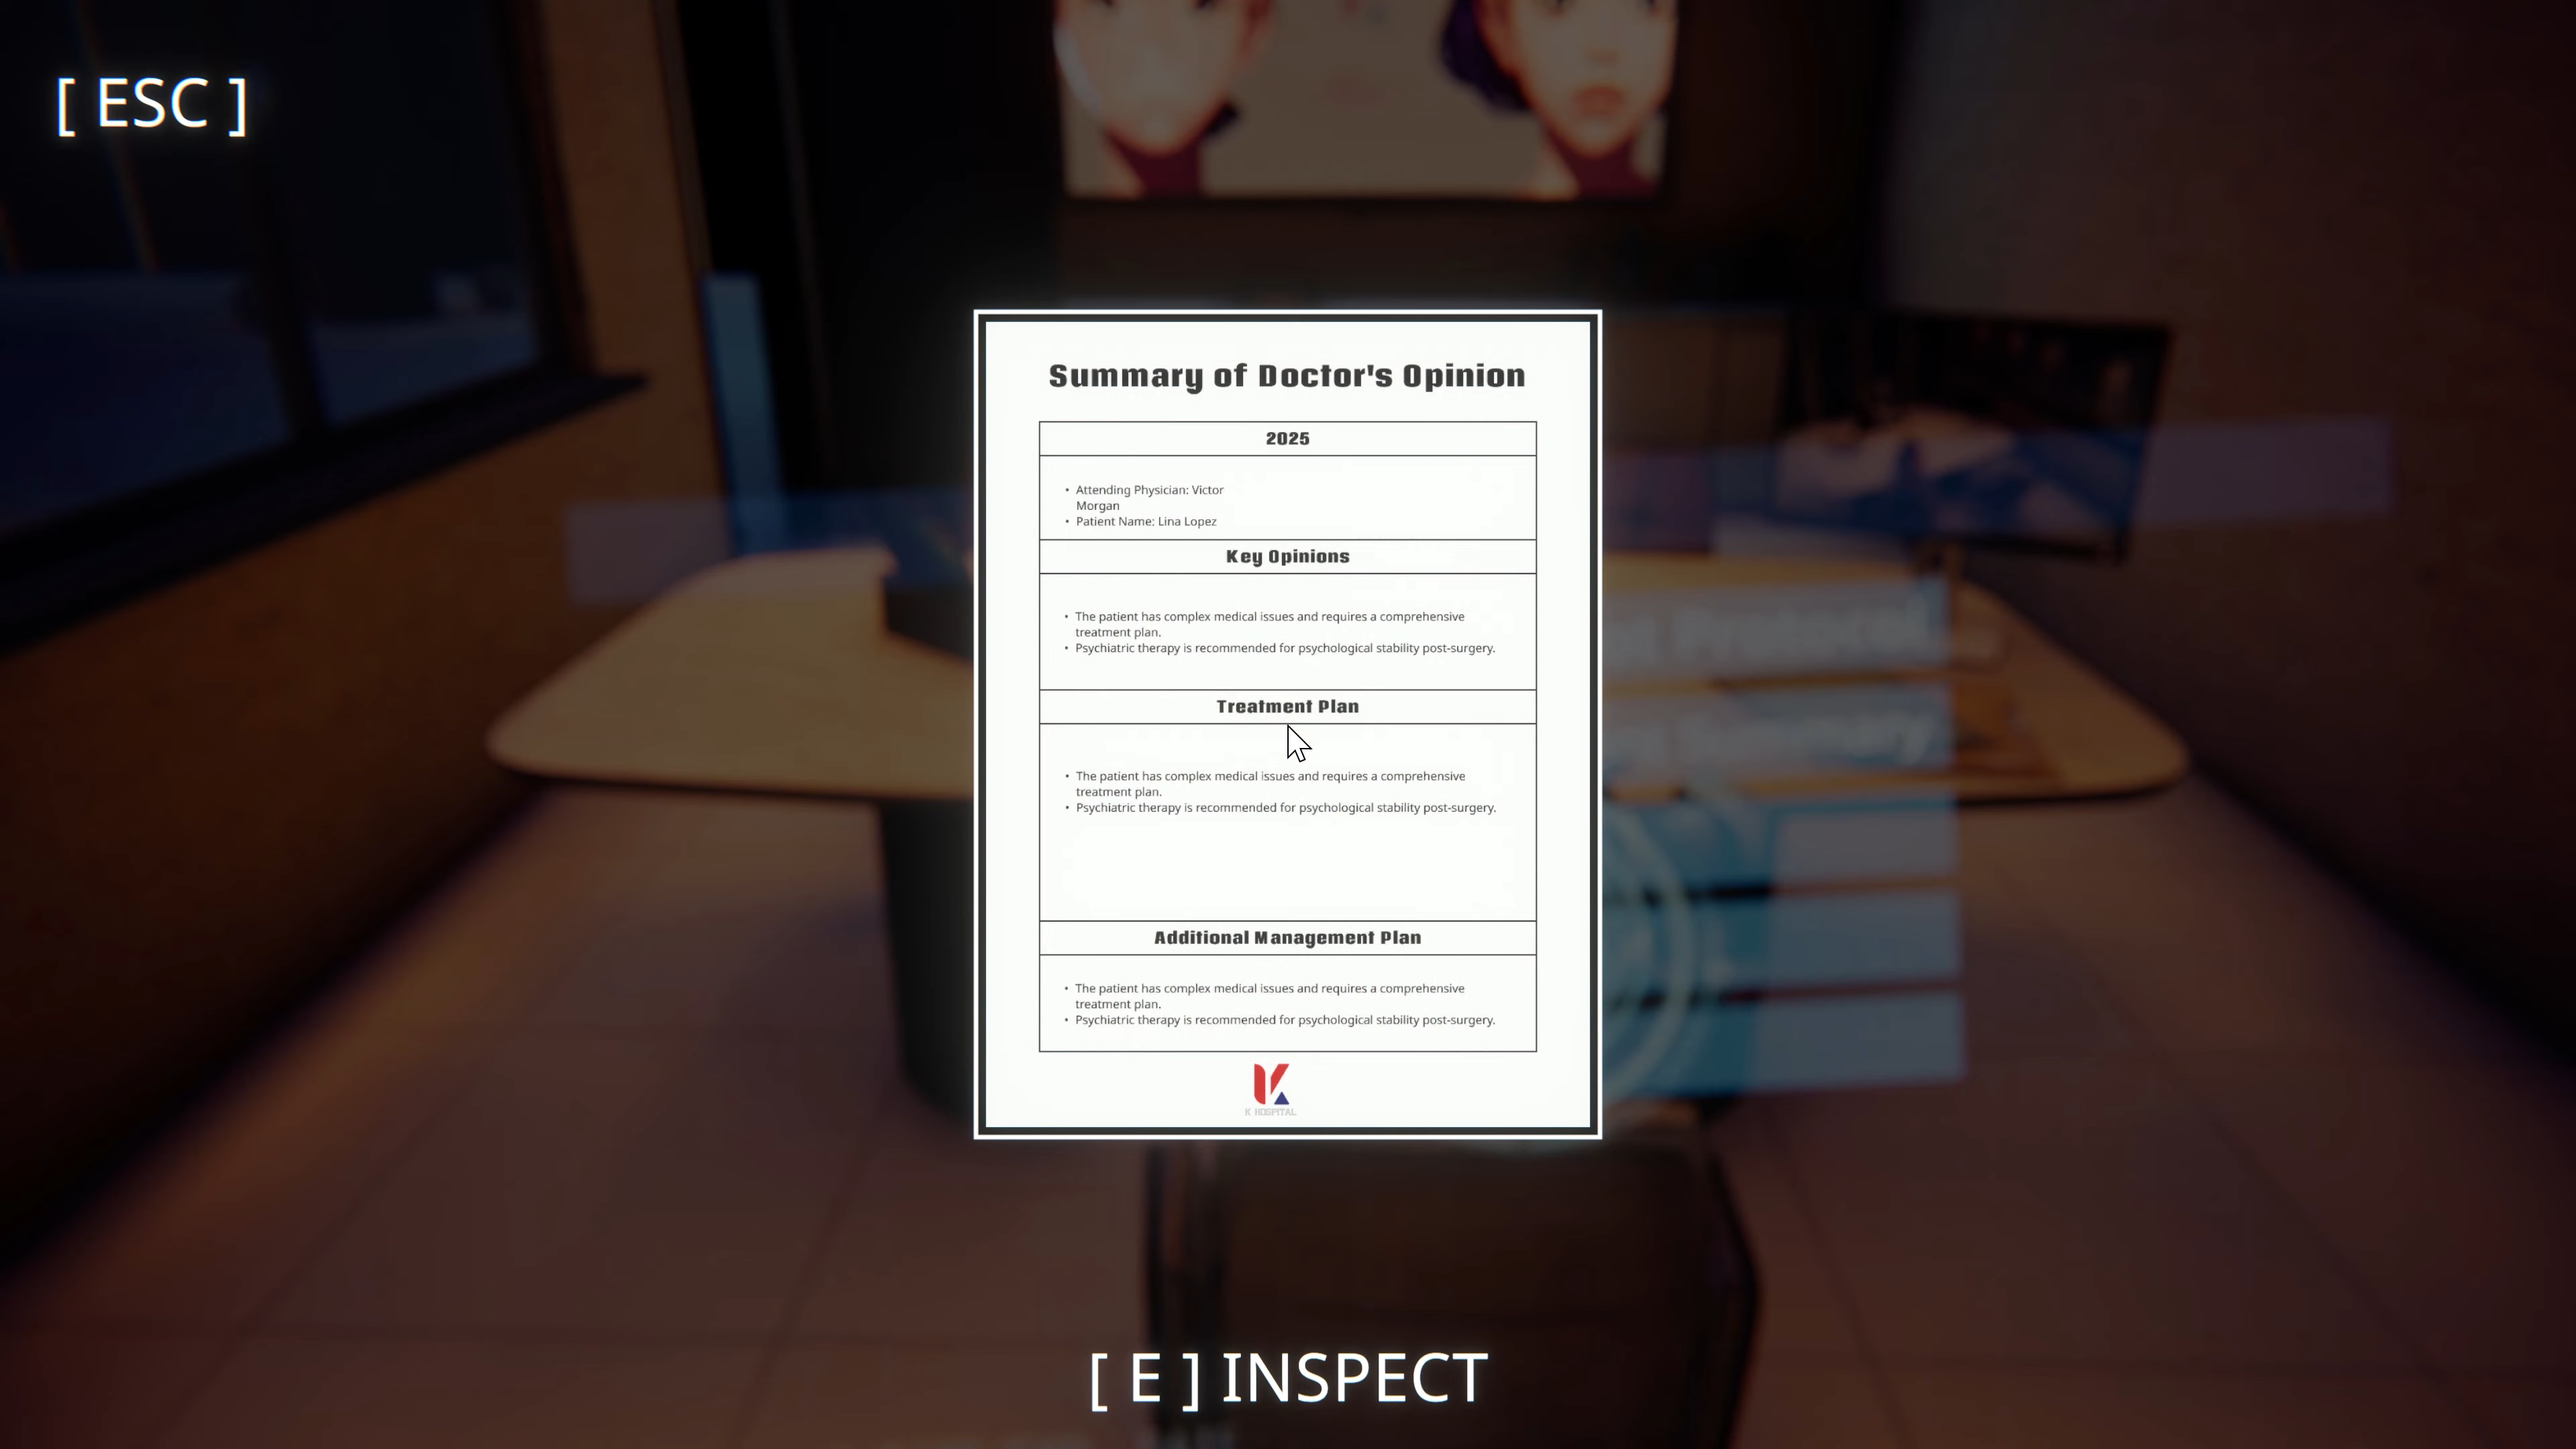 [ ESC ]
Summary of Doctor's Opinion
2025
• Attending Physician: Victor
Morgan
• Patient Name: Lina Lopez
Key Opinions
• The patient has complex medical issues and requires a comprehensive
treatment plan.
• Psychiatric therapy is recommended for psychological stability post-surgery.
Treatment Plan
• The patient has complex medical issues and requires a comprehensive
treatment plan.
• Psychiatric therapy is recommended for psychological stability post-surgery.
Additional Management Plan
• The patient has complex medical issues and requires a comprehensive
treatment plan.
• Psychiatric therapy is recommended for psychological stability post-surgery.
K HOSPITAL
[ E ] INSPECT